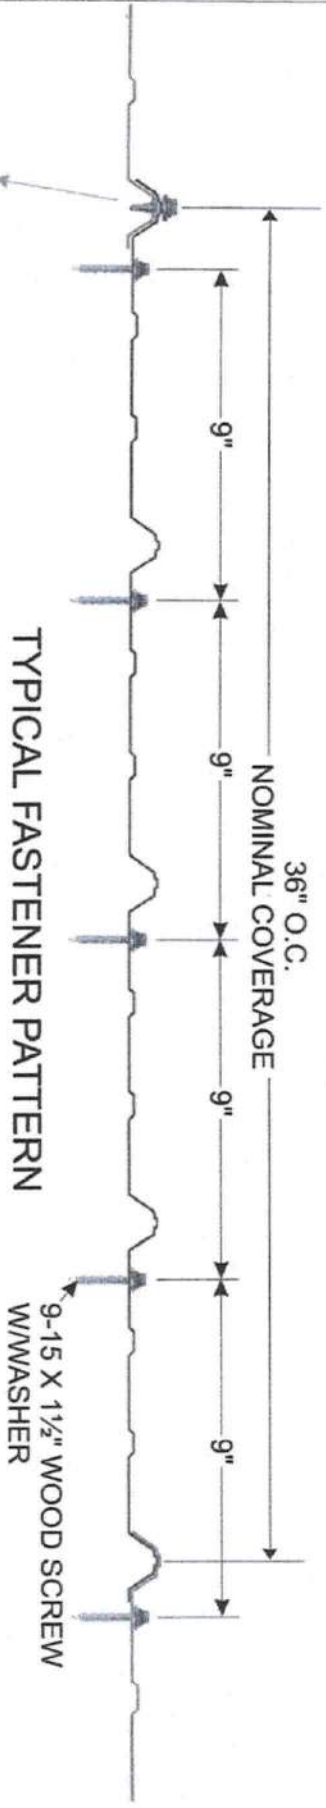 36" O.C.
NOMINAL COVERAGE
9"
9"
9"
9"
9-15 X 1½" WOOD SCREW
W/WASHER
TYPICAL FASTENER PATTERN